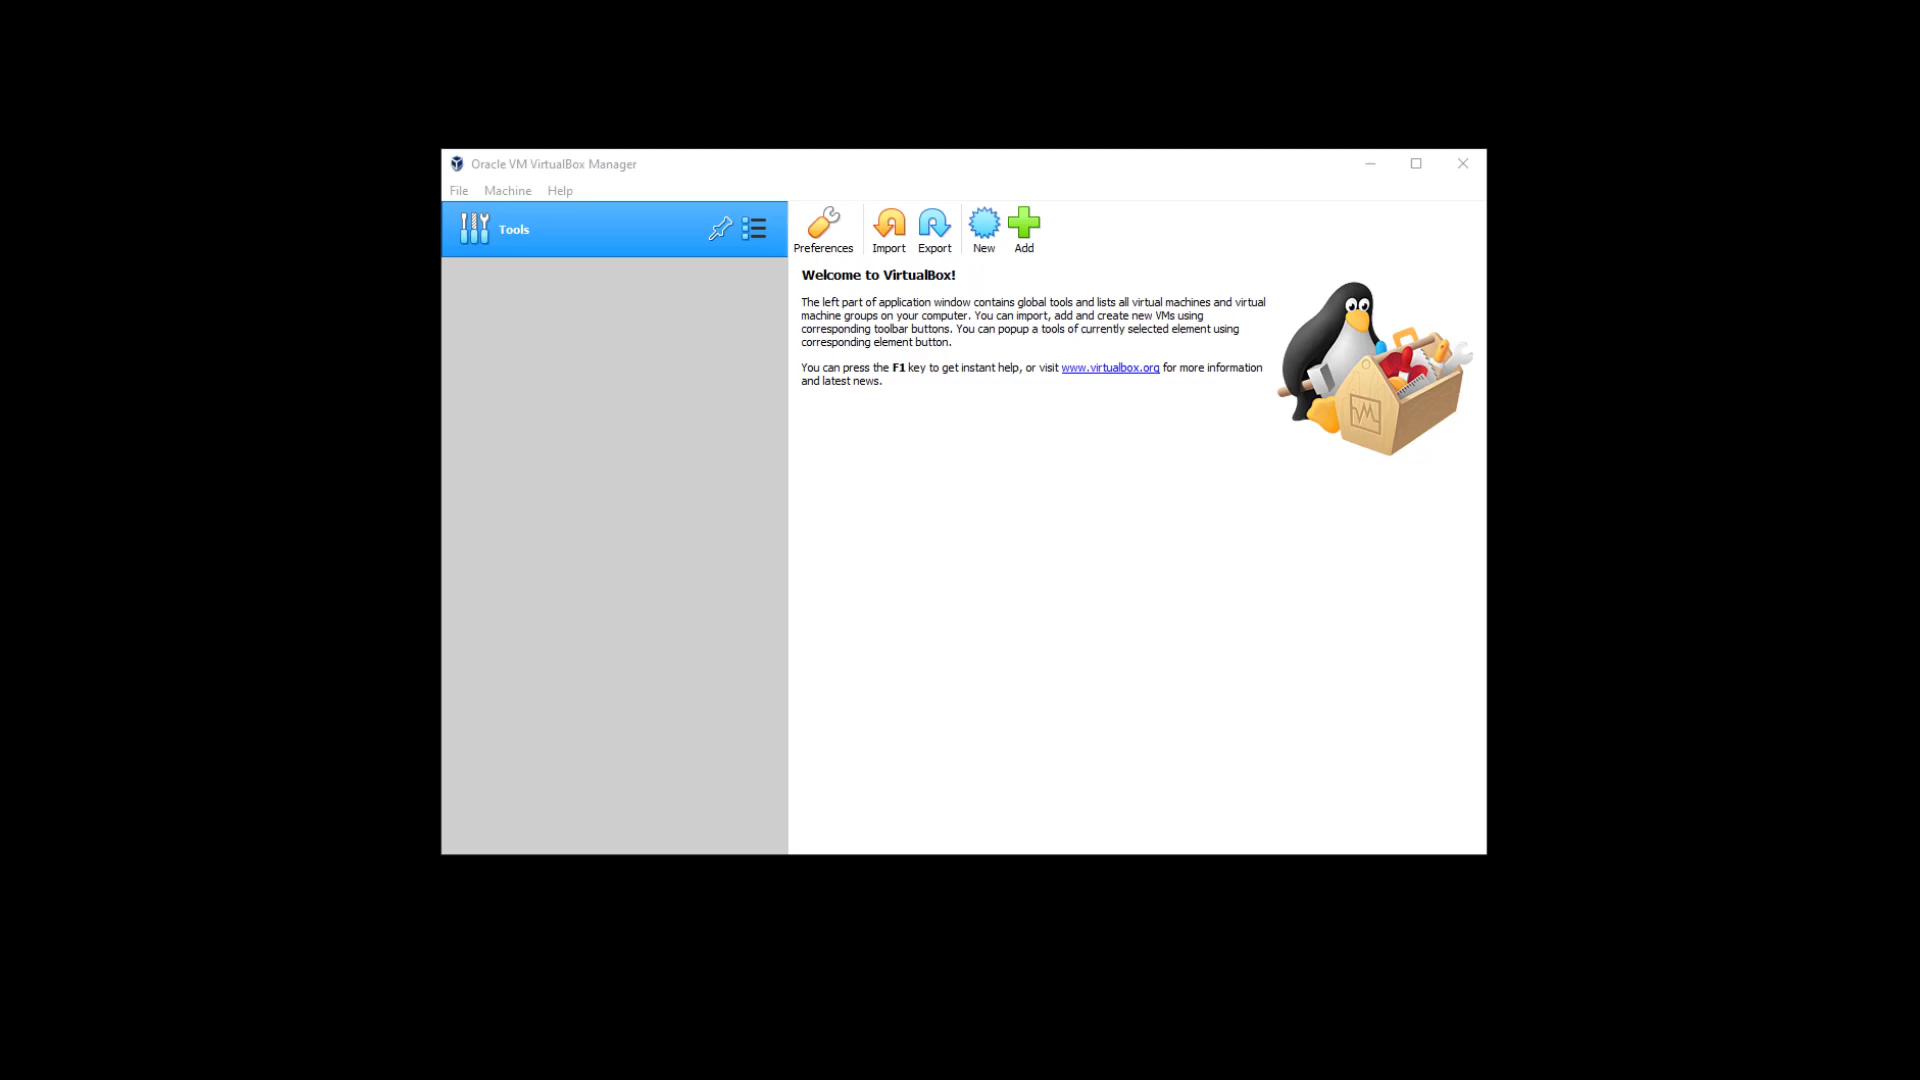 Oracle VM VirtualBox Manager
File Machine Help
Tools
Preferences Import Export New Add
Welcome to VirtualBox!
The left part of application window contains global tools and lists all virtual machines and virtual
machine groups on your computer. You can import, add and create new VMs using
corresponding toolbar buttons. You can popup a tools of currently selected element using
corresponding element button.
You can press the F1 key to get instant help, or visit www.virtualbox.org for more information
and latest news.